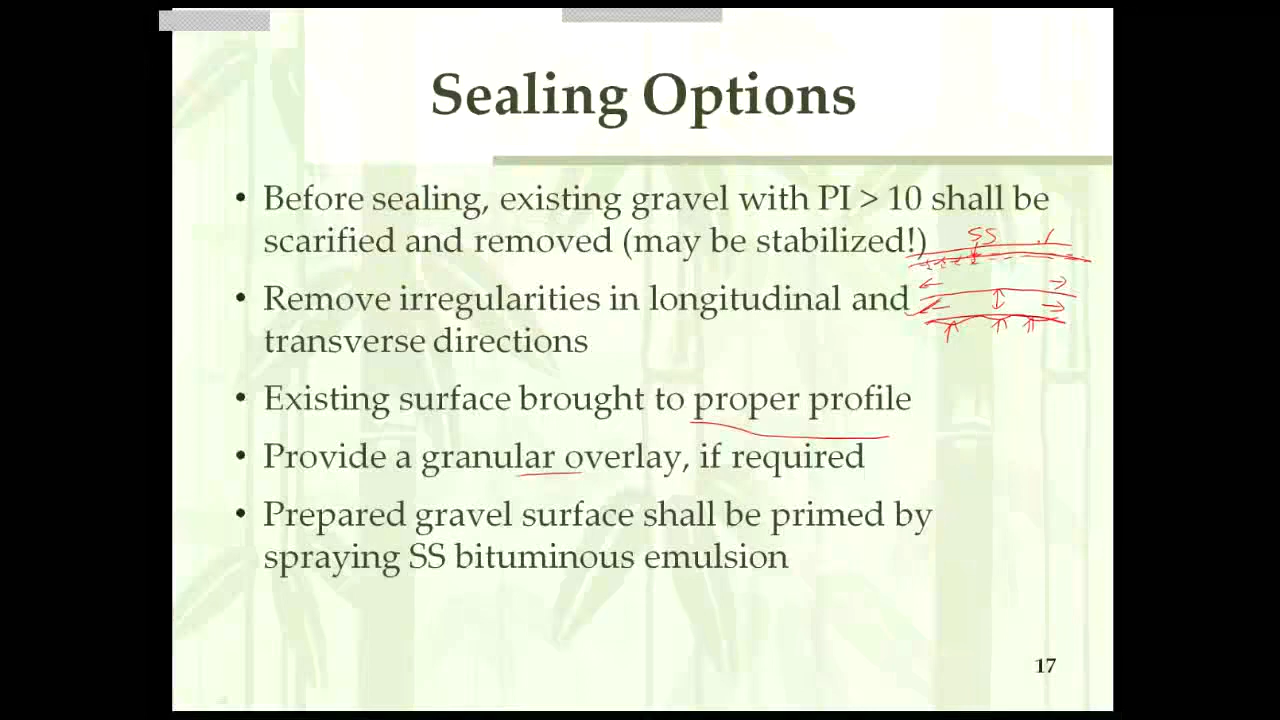 Sealing Options
• Before sealing, existing gravel with PI > 10 shall be
scarified and removed (may be stabilized!)
SS
• Remove irregularities in longitudinal and
transverse directions
• Existing surface brought to proper profile
• Provide a granular overlay, if required
• Prepared gravel surface shall be primed by
spraying SS bituminous emulsion
17